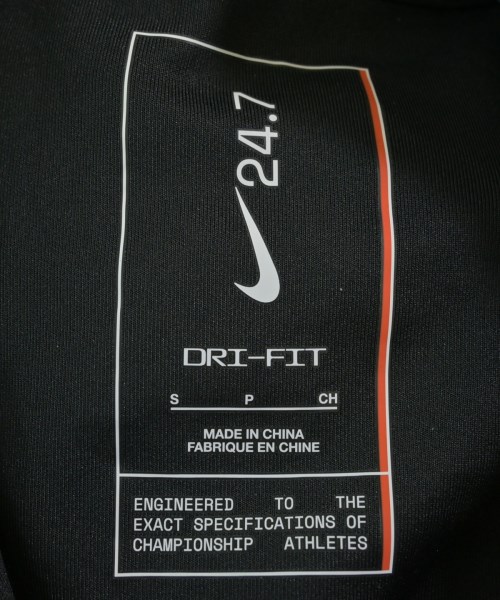 24.7
DRI-FIT
S P CH
MADE IN CHINA
FABRIQUE EN CHINE
ENGINEERED TO THE
EXACT SPECIFICATIONS OF
CHAMPIONSHIP ATHLETES